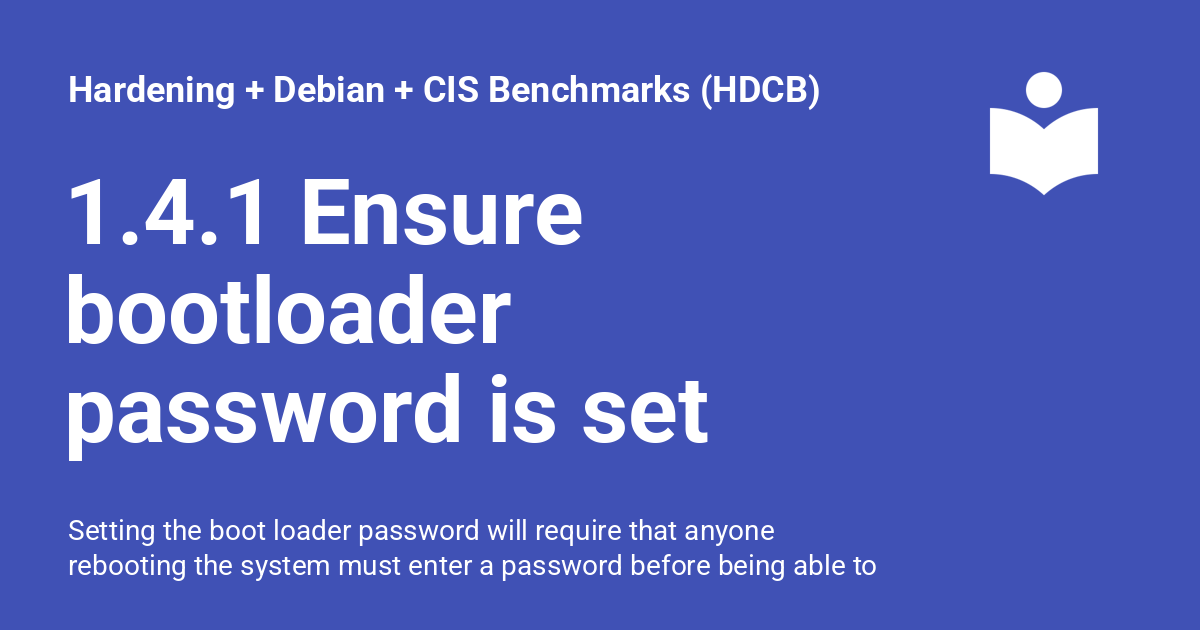 Hardening + Debian + CIS Benchmarks (HDCB)
1.4.1 Ensure
bootloader
password is set
Setting the boot loader password will require that anyone
rebooting the system must enter a password before being able to